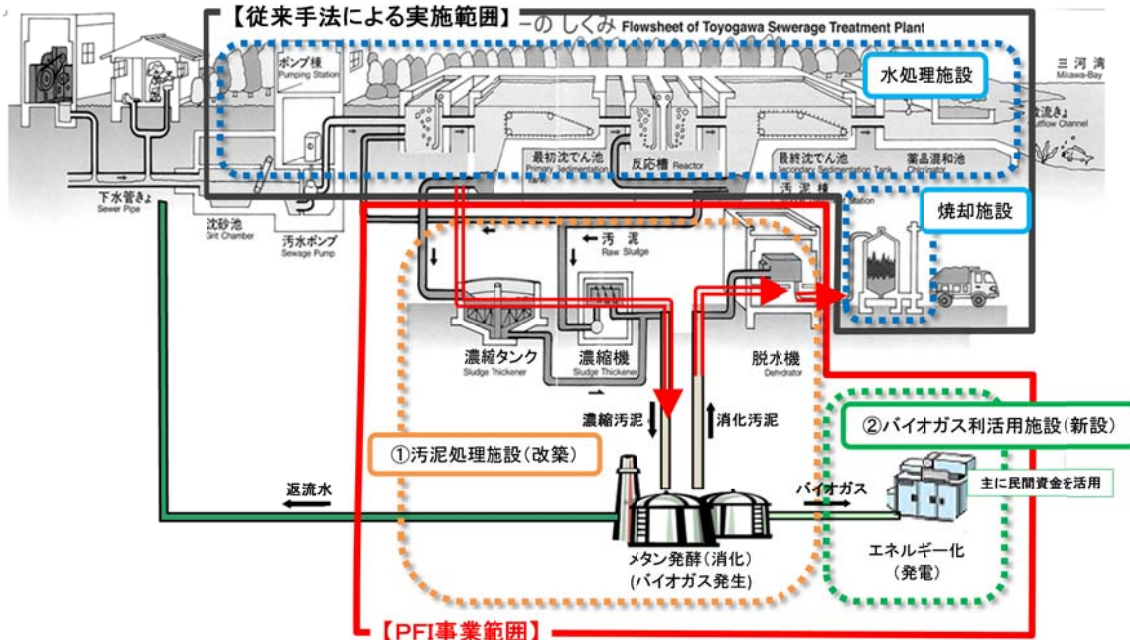 【従来手法による実施範囲】
ーの しくみ Flowsheet of Toyogawa Sewerage Treatment Plant
ポンプ棟
Pumping Station
水処理施設
三河湾
Mikawa-Bay
放流きょ
Outflow Channel
最初沈でん池
Primary Sedimentation
Tank
反応槽 Reactor
最終沈でん池
Secondary Sedimentation Tank
薬品混和池
下水管きょ
Sewer Pipe
沈砂池
Grit Chamber
汚水ポンプ
Sewage Pump
汚泥棟
Station
焼却施設
汚 泥
Raw Sludge
濃縮タンク
Sludge Thickener
濃縮機
Sludge Thickener
脱水機
濃縮汚泥
消化汚泥
①汚泥処理施設(改築)
②バイオガス利活用施設(新設)
主に民間資金を活用
返流水
バイオガス
メタン発酵(消化)
(バイオガス発生)
エネルギー化
(発電)
【PFI事業範囲】